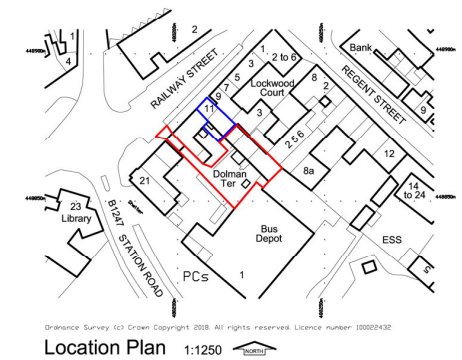 1
4
2
RAILWAY STREET
1
3
2 to 6
5
7
9
11
Lockwood
Court
3
8
2
Bank
REGENT STREET
9
12
8a
14
to 24
Dolman
Ter
21
23
Library
Shelter
B1247
STATION ROAD
Bus
Depot
1
PCs
ESS
5
Ordnance Survey (c) Crown Copyright 2018. All rights reserved. Licence number 100022432
Location Plan 1:1250 NORTH